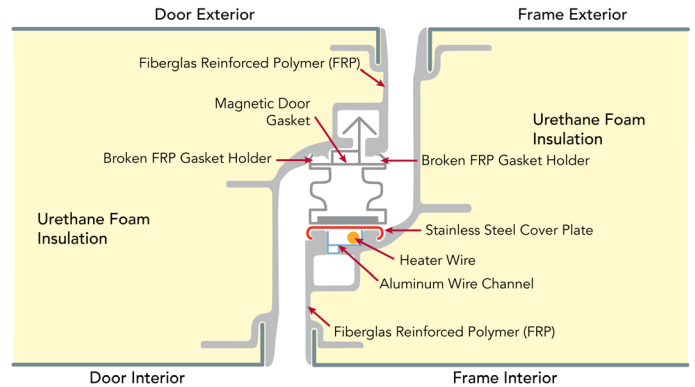 Door Exterior
Frame Exterior
Fiberglas Reinforced Polymer (FRP)
Magnetic Door
Gasket
Urethane Foam
Insulation
Broken FRP Gasket Holder
Broken FRP Gasket Holder
Urethane Foam
Insulation
Stainless Steel Cover Plate
Heater Wire
Aluminum Wire Channel
Fiberglas Reinforced Polymer (FRP)
Door Interior
Frame Interior